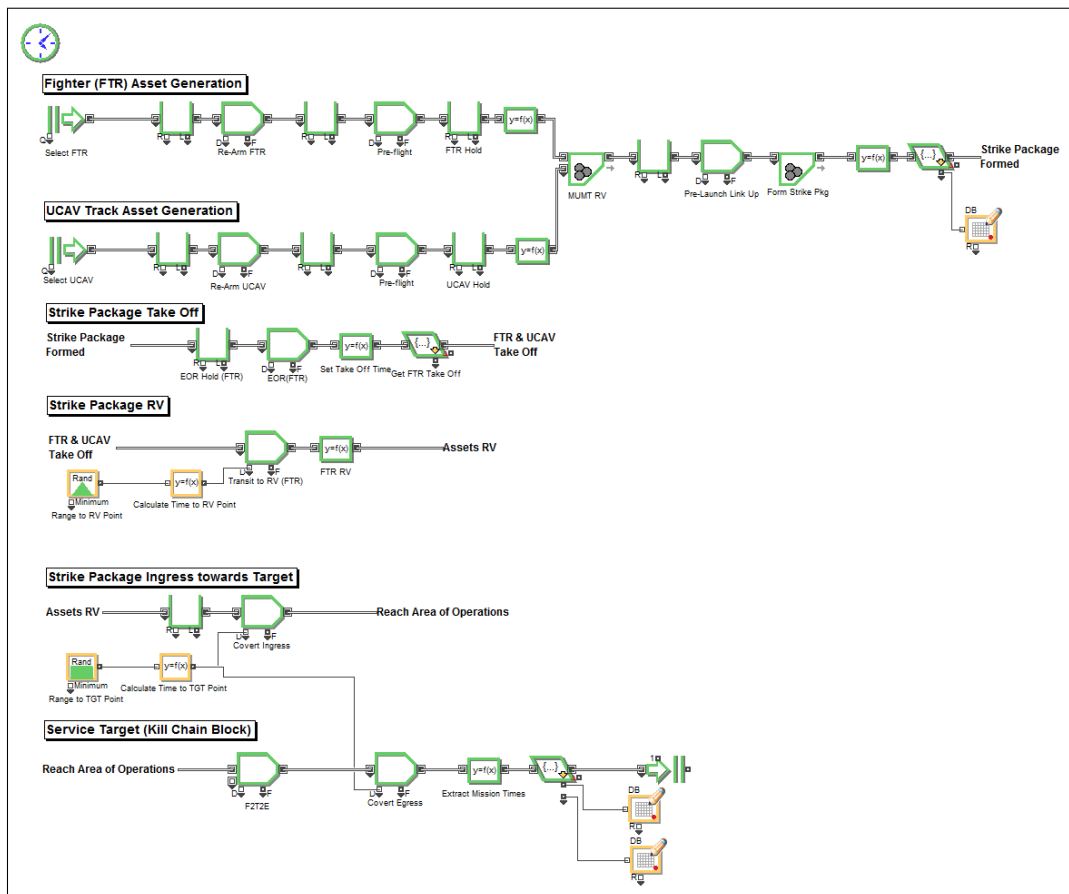 Fighter (FTR) Asset Generation
Q
Select FTR
R L
D F
Re-Arm FTR
R L
D F
Pre-flight
R L
FTR Hold
y=f(x)
MUMT RV
R L
D F
Pre-Launch Link Up
Form Strike Pkg
y=f(x)
{...}
Strike Package
Formed
DB
R
UCAV Track Asset Generation
Q
Select UCAV
R L
D F
Re-Arm UCAV
R L
D F
Pre-flight
R L
UCAV Hold
y=f(x)
Strike Package Take Off
Strike Package
Formed
R L
EOR Hold (FTR)
D F
EOR(FTR)
y=f(x)
Set Take Off Time
{...}
Get FTR Take Off
FTR & UCAV
Take Off
Strike Package RV
FTR & UCAV
Take Off
D F
Transit to RV (FTR)
y=f(x)
FTR RV
Assets RV
Rand
Minimum
Range to RV Point
y=f(x)
Calculate Time to RV Point
Strike Package Ingress towards Target
Assets RV
R L
D F
Covert Ingress
Reach Area of Operations
Rand
Minimum
Range to TGT Point
y=f(x)
Calculate Time to TGT Point
Service Target (Kill Chain Block)
Reach Area of Operations
D F
F2T2E
D F
Covert Egress
y=f(x)
Extract Mission Times
{...}
1
DB
R
DB
R